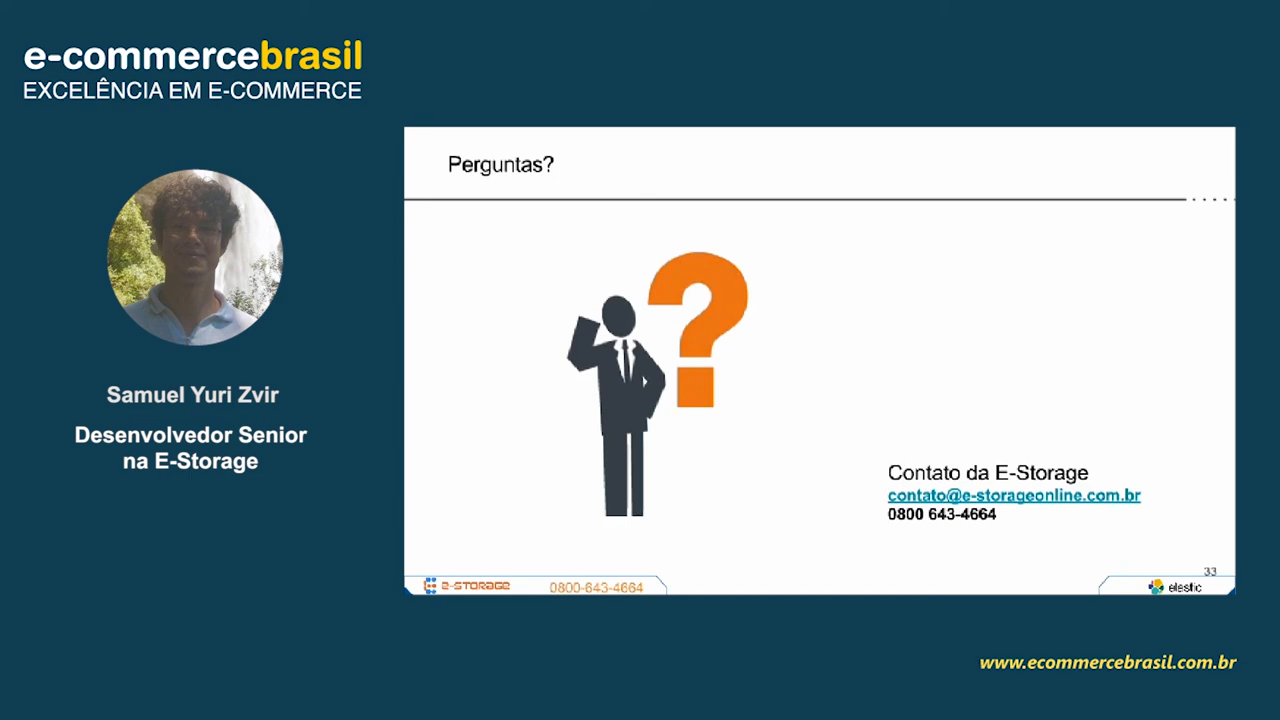 e-commercebrasil
EXCELÊNCIA EM E-COMMERCE
Samuel Yuri Zvir
Desenvolvedor Senior
na E-Storage
Perguntas?
?
Contato da E-Storage
contato@e-storageonline.com.br
0800 643-4664
33
E-STORAGE
0800-643-4664
elastic
www.ecommercebrasil.com.br